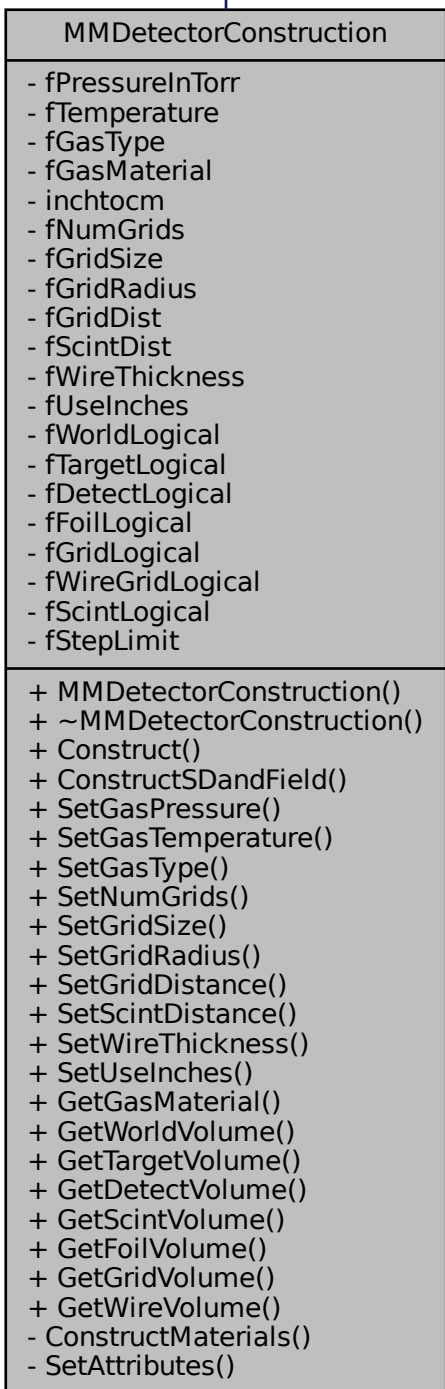 MMDetectorConstruction
- fPressureInTorr
- fTemperature
- fGasType
- fGasMaterial
- inchtocm
- fNumGrids
- fGridSize
- fGridRadius
- fGridDist
- fScintDist
- fWireThickness
- fUseInches
- fWorldLogical
- fTargetLogical
- fDetectLogical
- fFoilLogical
- fGridLogical
- fWireGridLogical
- fScintLogical
- fStepLimit
+ MMDetectorConstruction()
+ ~MMDetectorConstruction()
+ Construct()
+ ConstructSDandField()
+ SetGasPressure()
+ SetGasTemperature()
+ SetGasType()
+ SetNumGrids()
+ SetGridSize()
+ SetGridRadius()
+ SetGridDistance()
+ SetScintDistance()
+ SetWireThickness()
+ SetUseInches()
+ GetGasMaterial()
+ GetWorldVolume()
+ GetTargetVolume()
+ GetDetectVolume()
+ GetScintVolume()
+ GetFoilVolume()
+ GetGridVolume()
+ GetWireVolume()
- ConstructMaterials()
- SetAttributes()